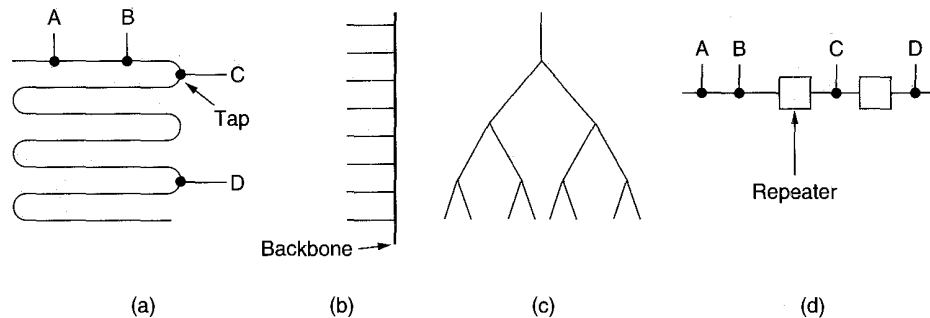 A B
C
Tap
D
Backbone
A B C D
Repeater
(a) (b) (c) (d)